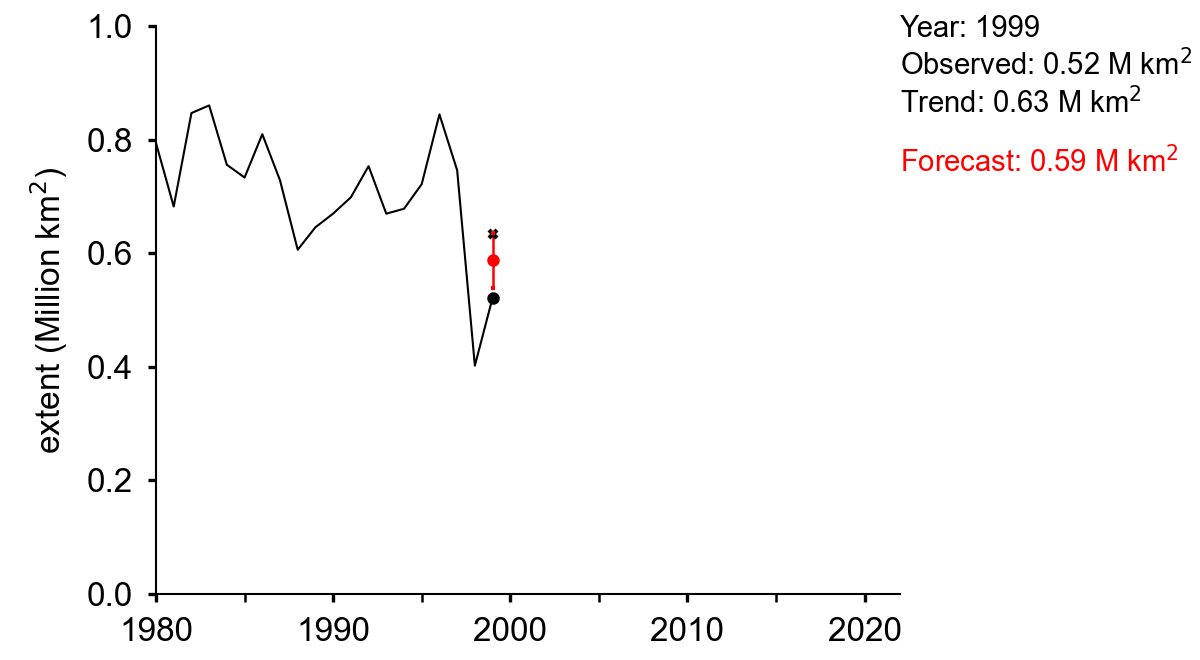 Year: 1999
Observed: 0.52 M km²
Trend: 0.63 M km²
Forecast: 0.59 M km²
extent (Million km²)
1.0
0.8
0.6
0.4
0.2
0.0
1980 1990 2000 2010 2020